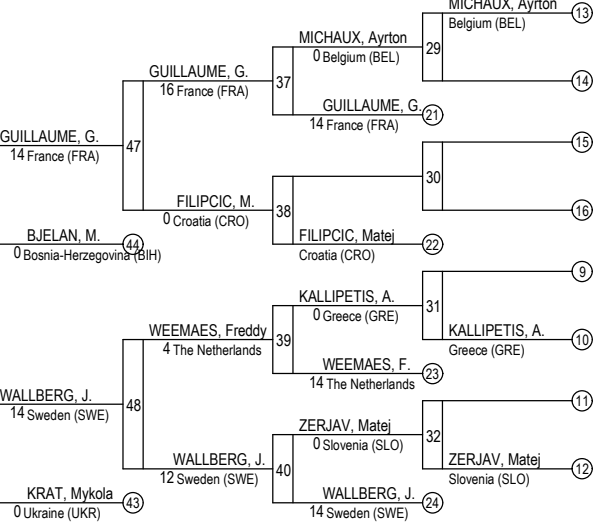 MICHAUX, Ayrton
13
MICHAUX, Ayrton
Belgium (BEL)
0 Belgium (BEL)
29
GUILLAUME, G.
37
14
16 France (FRA)
GUILLAUME, G.
21
GUILLAUME, G.
14 France (FRA)
47
15
14 France (FRA)
30
FILIPCIC, M.
38
16
0 Croatia (CRO)
BJELAN, M.
44
FILIPCIC, Matej
22
0 Bosnia-Herzegovina (BIH)
Croatia (CRO)
9
KALLIPETIS, A.
31
WEEMAES, Freddy
0 Greece (GRE)
KALLIPETIS, A.
10
4 The Netherlands
39
Greece (GRE)
WEEMAES, F.
23
WALLBERG, J.
14 The Netherlands
11
14 Sweden (SWE)
48
ZERJAV, Matej
32
WALLBERG, J.
0 Slovenia (SLO)
ZERJAV, Matej
12
12 Sweden (SWE)
40
Slovenia (SLO)
KRAT, Mykola
43
WALLBERG, J.
24
0 Ukraine (UKR)
14 Sweden (SWE)